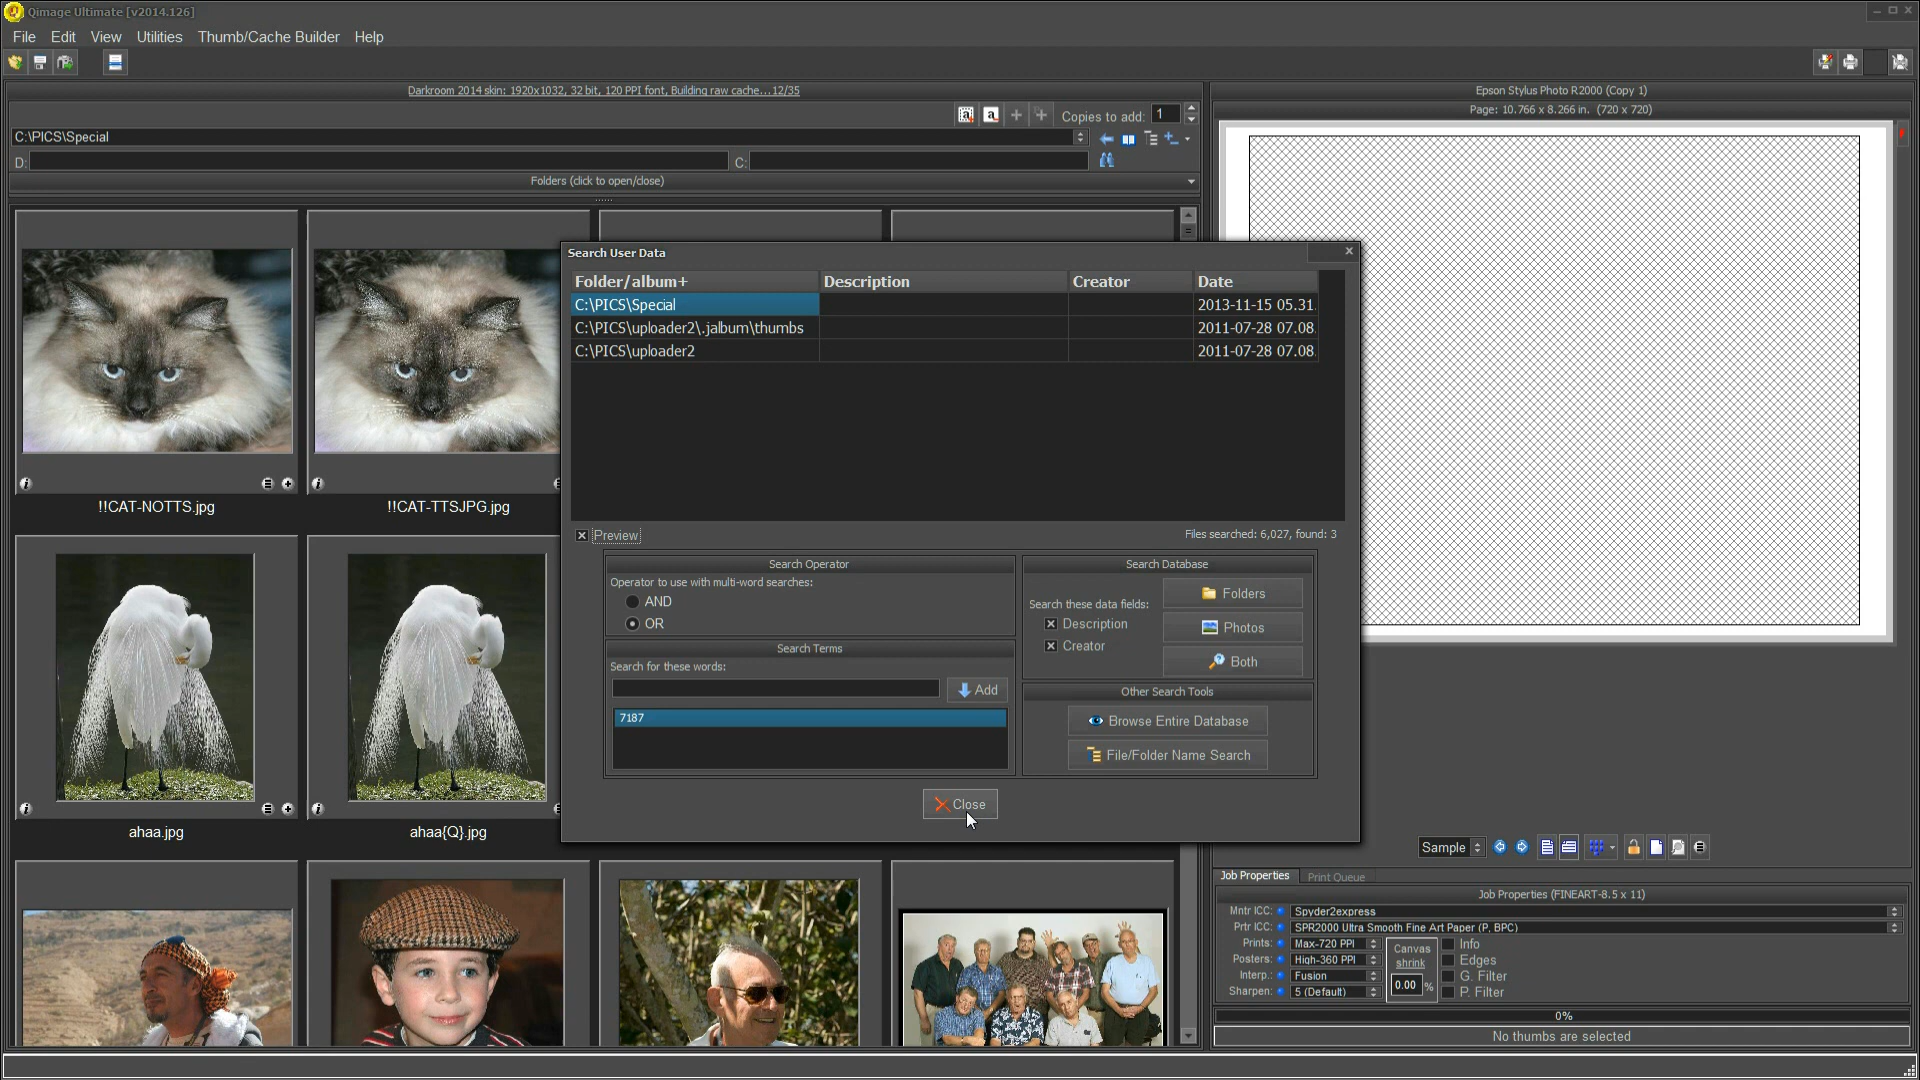 Qimage Ultimate [v2014.126]
File Edit View Utilities Thumb/Cache Builder Help
Darkroom 2014 skin: 1920x1032, 32 bit, 120 PPI font, Building raw cache...12/35
Copies to add: 1
C:\PICS\Special
D: C:
Folders (click to open/close)
!!CAT-NOTTS.jpg
!!CAT-TTSJPG.jpg
ahaa.jpg
ahaa{Q}.jpg
Search User Data
Folder/album+ Description Creator Date
C:\PICS\Special 2013-11-15 05.31.
C:\PICS\uploader2\.jalbum\thumbs 2011-07-28 07.08.
C:\PICS\uploader2 2011-07-28 07.08.
Preview
Files searched: 6,027, found: 3
Search Operator
Operator to use with multi-word searches:
AND
OR
Search Terms
Search for these words:
Add
7187
Search Database
Search these data fields:
Description
Creator
Folders
Photos
Both
Other Search Tools
Browse Entire Database
File/Folder Name Search
Close
Epson Stylus Photo R2000 (Copy 1)
Page: 10.766 x 8.266 in. (720 x 720)
Sample
Job Properties Print Queue
Job Properties (FINEART-8.5 x 11)
Mntr ICC: Spyder2express
Prtr ICC: SPR2000 Ultra Smooth Fine Art Paper (P, BPC)
Prints: Max-720 PPI
Posters: High-360 PPI
Interp.: Fusion
Sharpen: 5 (Default)
Canvas
shrink
0.00 %
Info
Edges
G. Filter
P. Filter
0%
No thumbs are selected